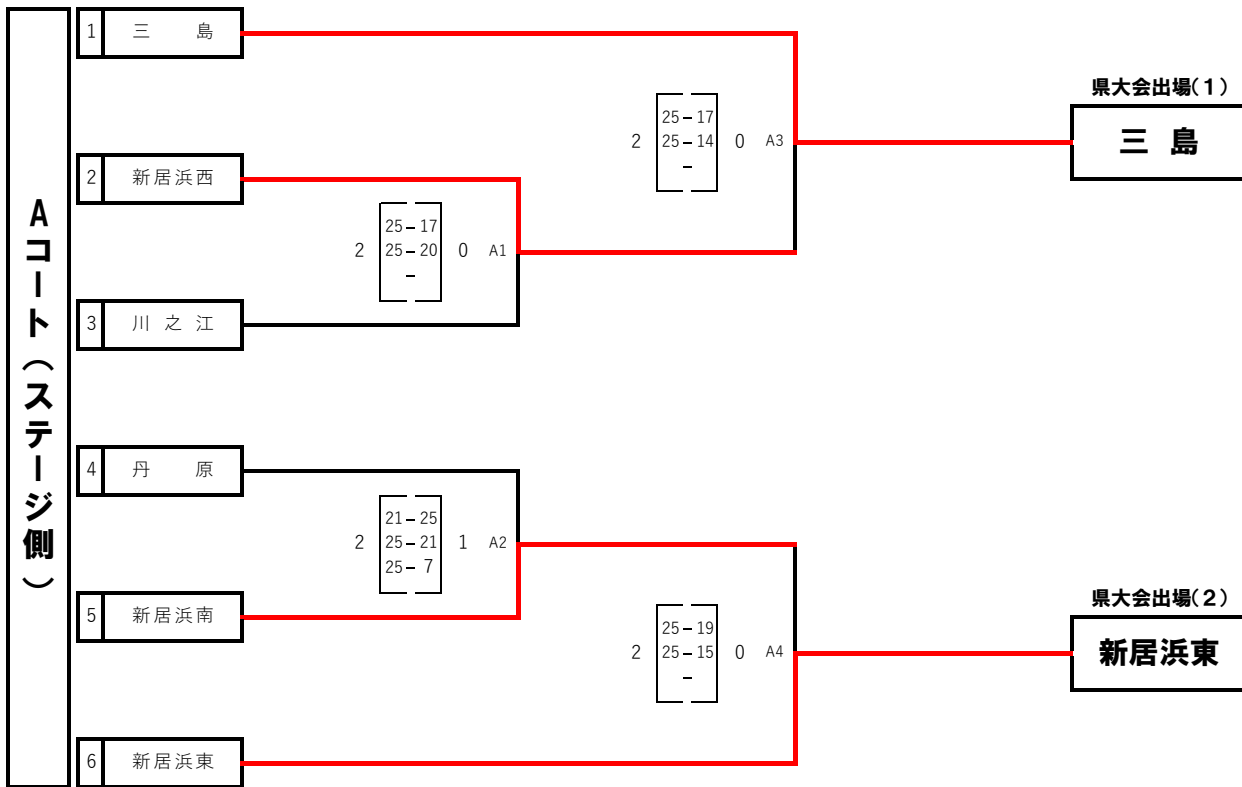 Aコート(ステージ側)
1 三島
県大会出場(1)
三島
25-17
2 25-14 0 A3
-
2 新居浜西
25-17
2 25-20 0 A1
-
3 川之江
4 丹原
21-25
2 25-21 1 A2
25-7
県大会出場(2)
新居浜東
5 新居浜南
25-19
2 25-15 0 A4
-
6 新居浜東